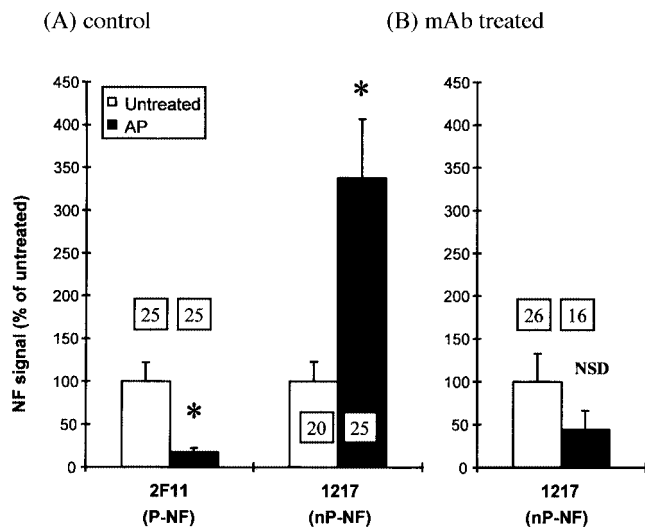 (A) control
(B) mAb treated
NF signal (% of untreated)
450
400
350
300
250
200
150
100
50
0
Untreated
AP
*
25 25
*
20 25
2F11
(P-NF)
1217
(nP-NF)
450
400
350
300
250
200
150
100
50
0
26 16
NSD
1217
(nP-NF)